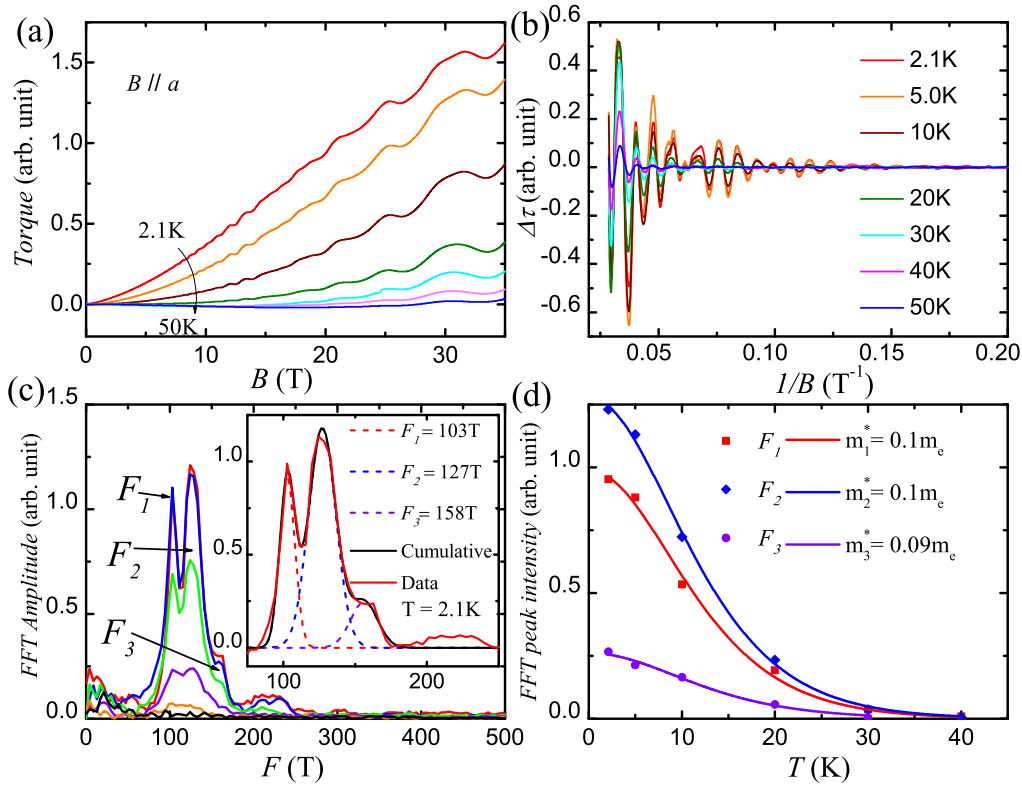 (a)
B // a
2.1K
50K
Torque (arb. unit)
0.0
0.5
1.0
1.5
0
10
20
30
B (T)
(b)
2.1K
5.0K
10K
20K
30K
40K
50K
Δτ (arb. unit)
0.6
0.4
0.2
0.0
-0.2
-0.4
-0.6
0.05
0.10
0.15
0.20
1/B (T⁻¹)
(c)
F₁
F₂
F₃
FFT Amplitude (arb. unit)
1.5
1.0
0.5
0.0
0
100
200
300
400
500
F (T)
F₁ = 103T
F₂ = 127T
F₃ = 158T
Cumulative
Data
T = 2.1K
1.0
0.5
0.0
100
200
(d)
F₁ m₁* = 0.1mₑ
F₂ m₂* = 0.1mₑ
F₃ m₃* = 0.09mₑ
FFT peak intensity (arb. unit)
1.0
0.5
0.0
0
10
20
30
40
T (K)